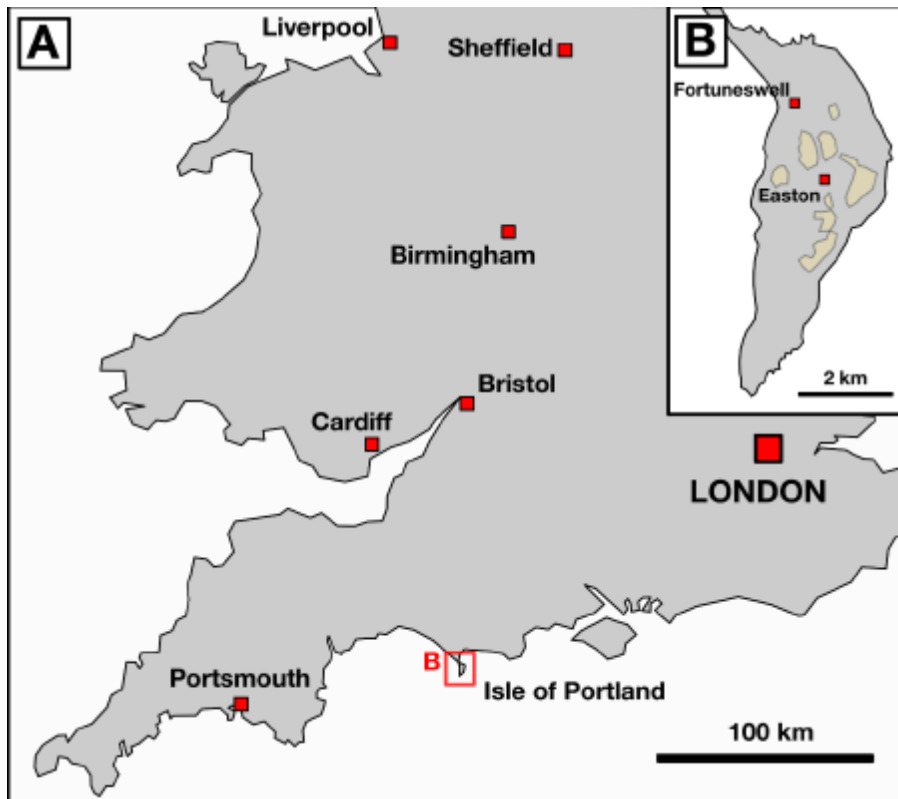 A
Liverpool
Sheffield
B
Fortuneswell
Easton
2 km
Birmingham
Bristol
Cardiff
LONDON
B
Portsmouth
Isle of Portland
100 km